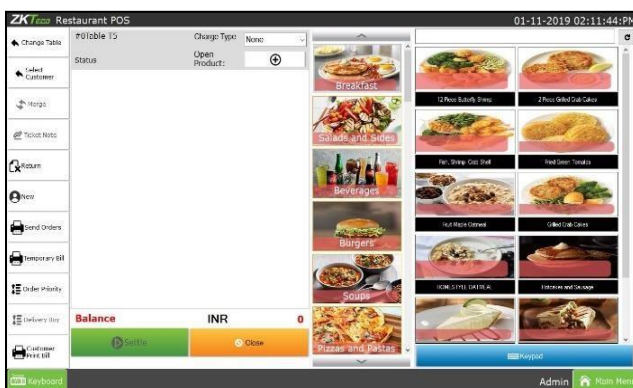 ZKTeco Restaurant POS
01-11-2019 02:11:44:PM
Change Table
Select
Customer
Merge
Ticket Note
Return
New
Send Orders
Temporary Bill
Order Priority
Delivery Boy
Customer
Print Bill
Keyboard
#0Table T5
Charge Type
None
Status
Open
Product:
Balance
INR
0
Settle
Close
Breakfast
Salads and Sides
Beverages
Burgers
Soups
Pizzas and Pastas
12 Piece Butterfly Shrimp
2 Piece Grilled Crab Cakes
Fish, Shrimp, Crab Shell
Fried Green Tomatos
Fruit Maple Oatmeal
Grilled Crab Cakes
HOMESTYLE OATMEAL
Hotcakes and Sausage
Keypad
Admin
Main Menu